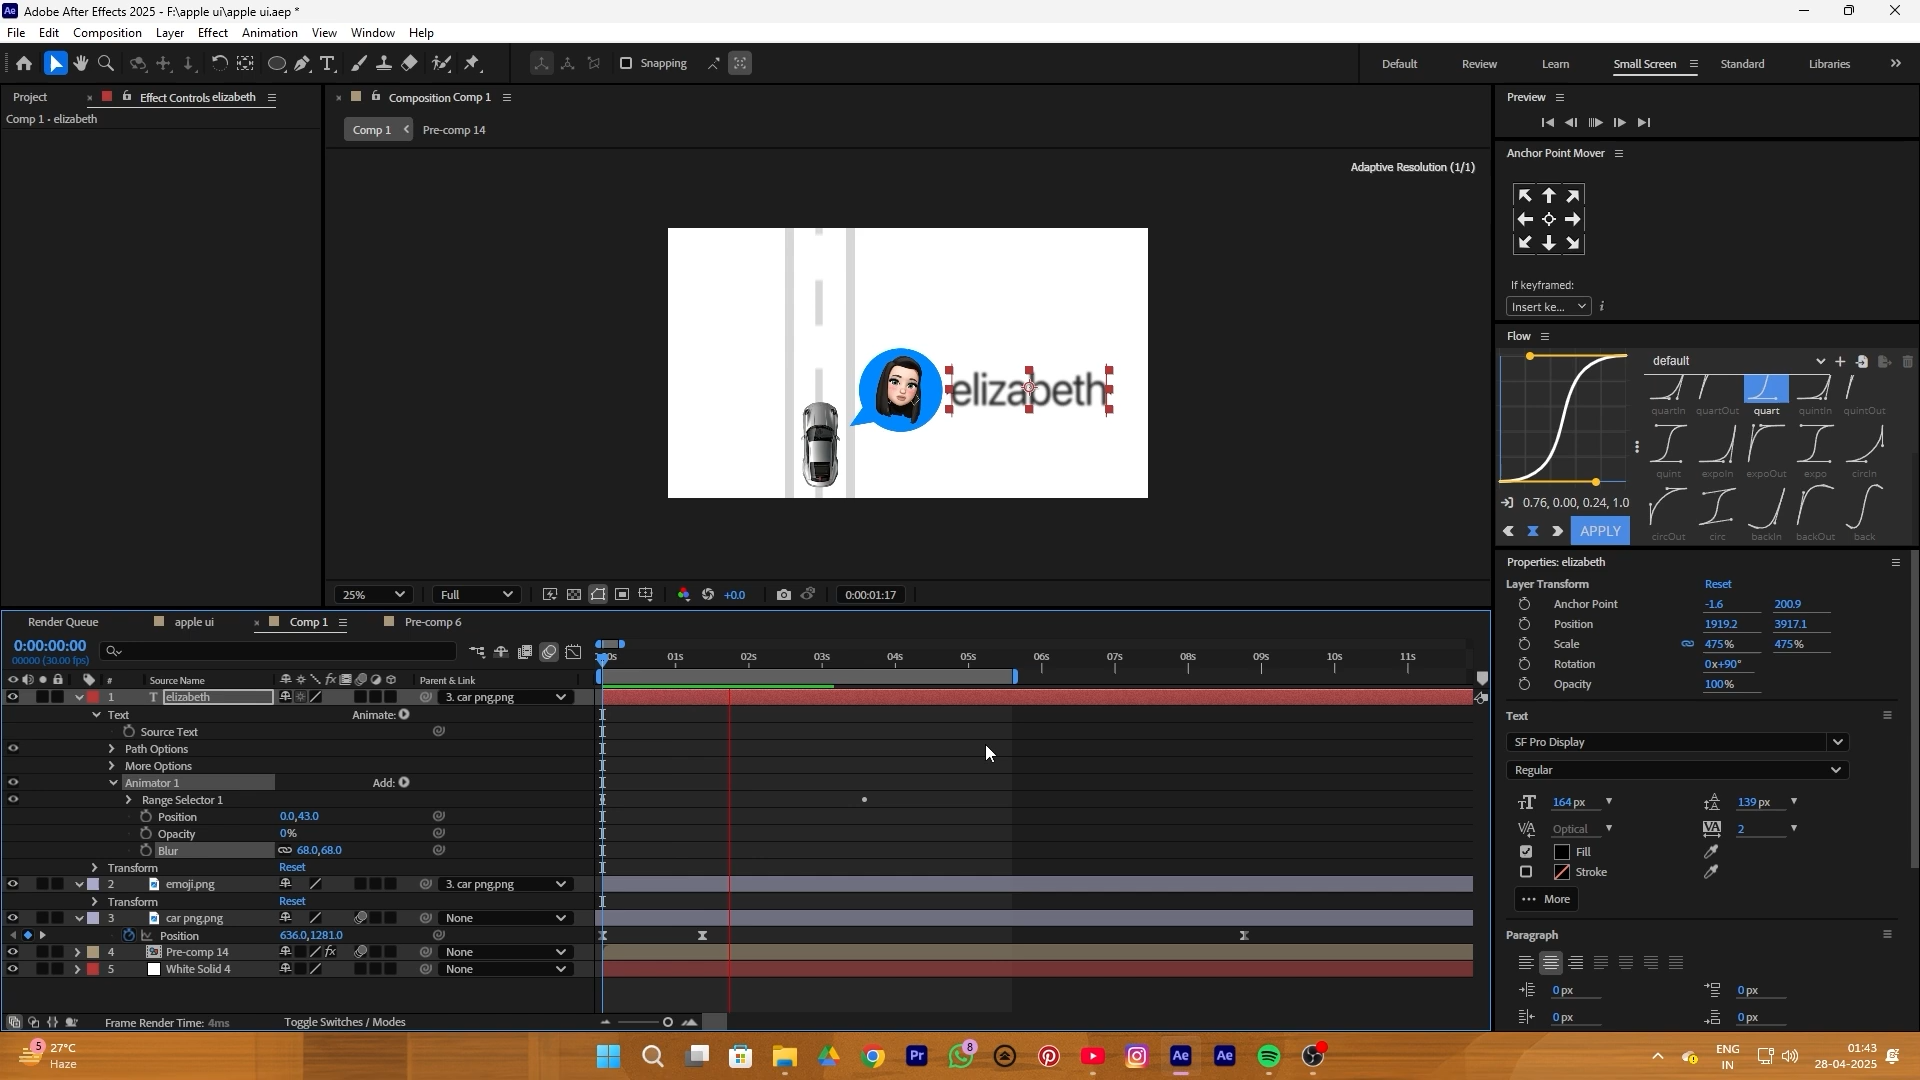 Ae Adobe After Effects 2025 - F:\apple ui\apple ui.aep *
File Edit Composition Layer Effect Animation View Window Help
Snapping
Default Review Learn Small Screen Standard Libraries
Project Effect Controls elizabeth
Comp 1 • elizabeth
Composition Comp 1
Comp 1 Pre-comp 14
Adaptive Resolution (1/1)
elizabeth
25% Full +0.0 0:00:01:17
Preview
Anchor Point Mover
If keyframed:
Insert ke...
Flow
default
quartIn quartOut quart quintIn quintOut
quint expoIn expoOut expo circIn
0.76, 0.00, 0.24, 1.0
APPLY
circOut circ backIn backOut back
Properties: elizabeth
Layer Transform Reset
Anchor Point -1.6 200.9
Position 1919.2 3917.1
Scale 475% 475%
Rotation 0x+90°
Opacity 100%
Text
SF Pro Display
Regular
164 px 139 px
Optical 2
Fill
Stroke
More
Paragraph
0 px 0 px
0 px 0 px
Render Queue apple ui Comp 1 Pre-comp 6
0:00:00:00
00000 (30.00 fps)
01s 02s 03s 04s 05s 06s 07s 08s 09s 10s 11s
# Source Name Parent & Link
1 T elizabeth 3. car png.png
Text Animate:
Source Text
Path Options
More Options
Animator 1 Add:
Range Selector 1
Position 0.0,43.0
Opacity 0%
Blur 68.0,68.0
Transform Reset
2 emoji.png 3. car png.png
Transform Reset
3 car png.png None
Position 636.0,1281.0
4 Pre-comp 14 None
5 White Solid 4 None
Frame Render Time: 4ms Toggle Switches / Modes
5 27°C
Haze
Pr 8 Ae Ae
ENG
IN
01:43
28-04-2025